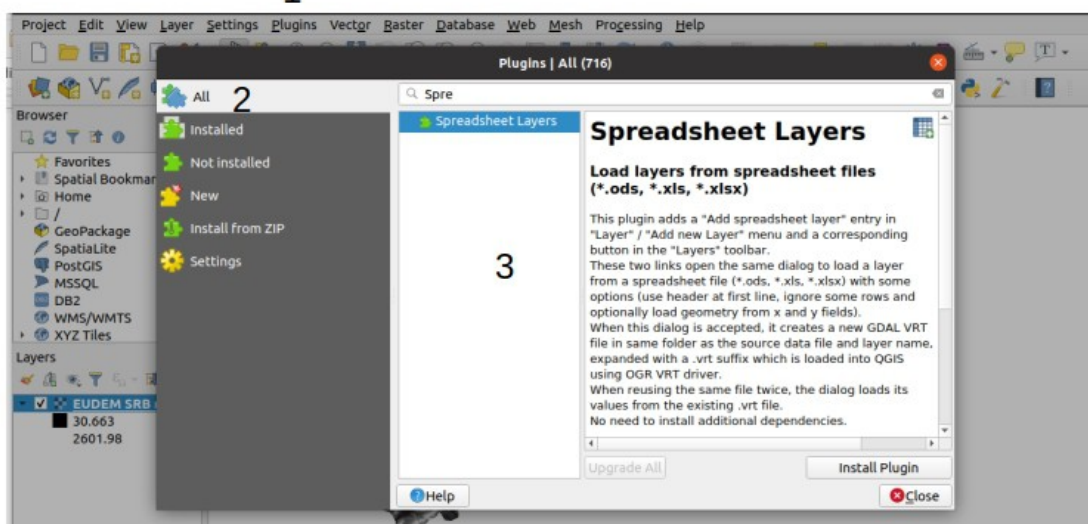 Project Edit View Layer Settings Plugins Vector Raster Database Web Mesh Processing Help
Plugins | All (716)
All
2
Spre
Browser
Installed
Spreadsheet Layers
Spreadsheet Layers
Favorites
Not installed
Load layers from spreadsheet files
Spatial Bookmar
(*.ods, *.xls, *.xlsx)
Home
New
/
This plugin adds a "Add spreadsheet layer" entry in
GeoPackage
Install from ZIP
"Layer" / "Add new Layer" menu and a corresponding
SpatiaLite
button in the "Layers" toolbar.
PostGIS
Settings
3
These two links open the same dialog to load a layer
MSSQL
from a spreadsheet file (*.ods, *.xls, *.xlsx) with some
DB2
options (use header at first line, ignore some rows and
WMS/WMTS
optionally load geometry from x and y fields).
XYZ Tiles
When this dialog is accepted, it creates a new GDAL VRT
file in same folder as the source data file and layer name,
Layers
expanded with a .vrt suffix which is loaded into QGIS
using OGR VRT driver.
When reusing the same file twice, the dialog loads its
EUDEM SRB
values from the existing .vrt file.
30.663
No need to install additional dependencies.
2601.98
Upgrade All
Install Plugin
Help
Close